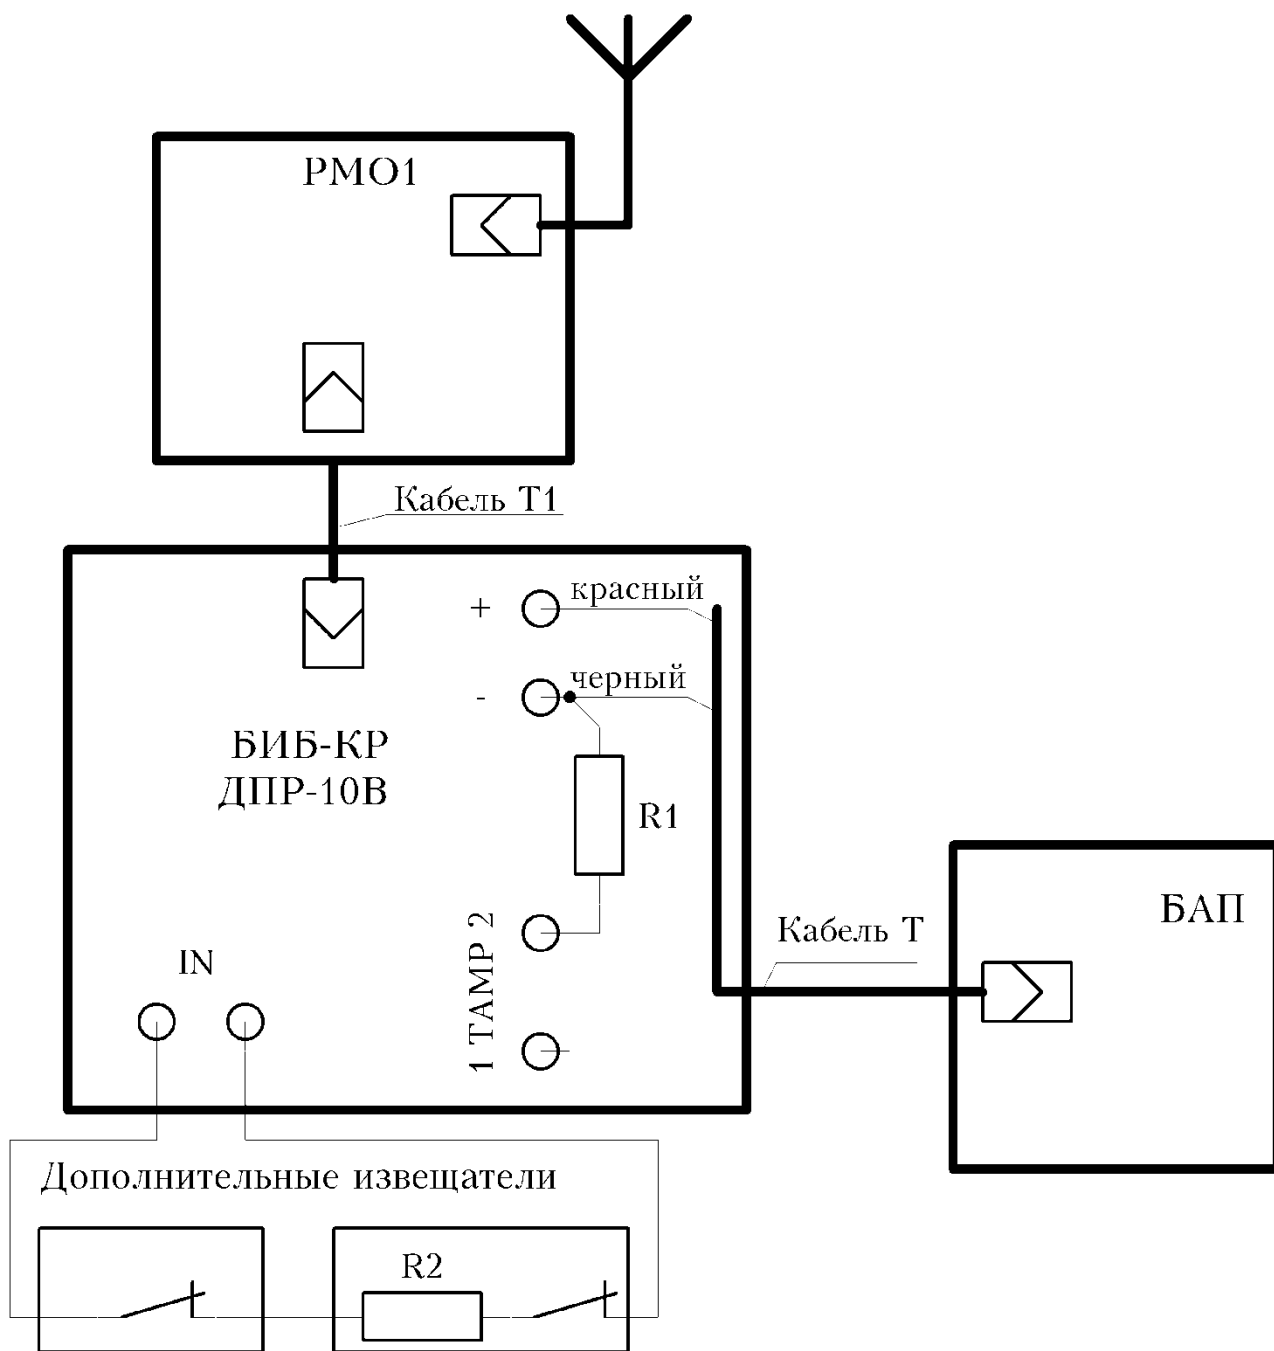 РМО1
Кабель Т1
+
красный
-
черный
БИБ-КР
ДПР-10В
R1
БАП
Кабель Т
1 ТАМР 2
IN
Дополнительные извещатели
R2